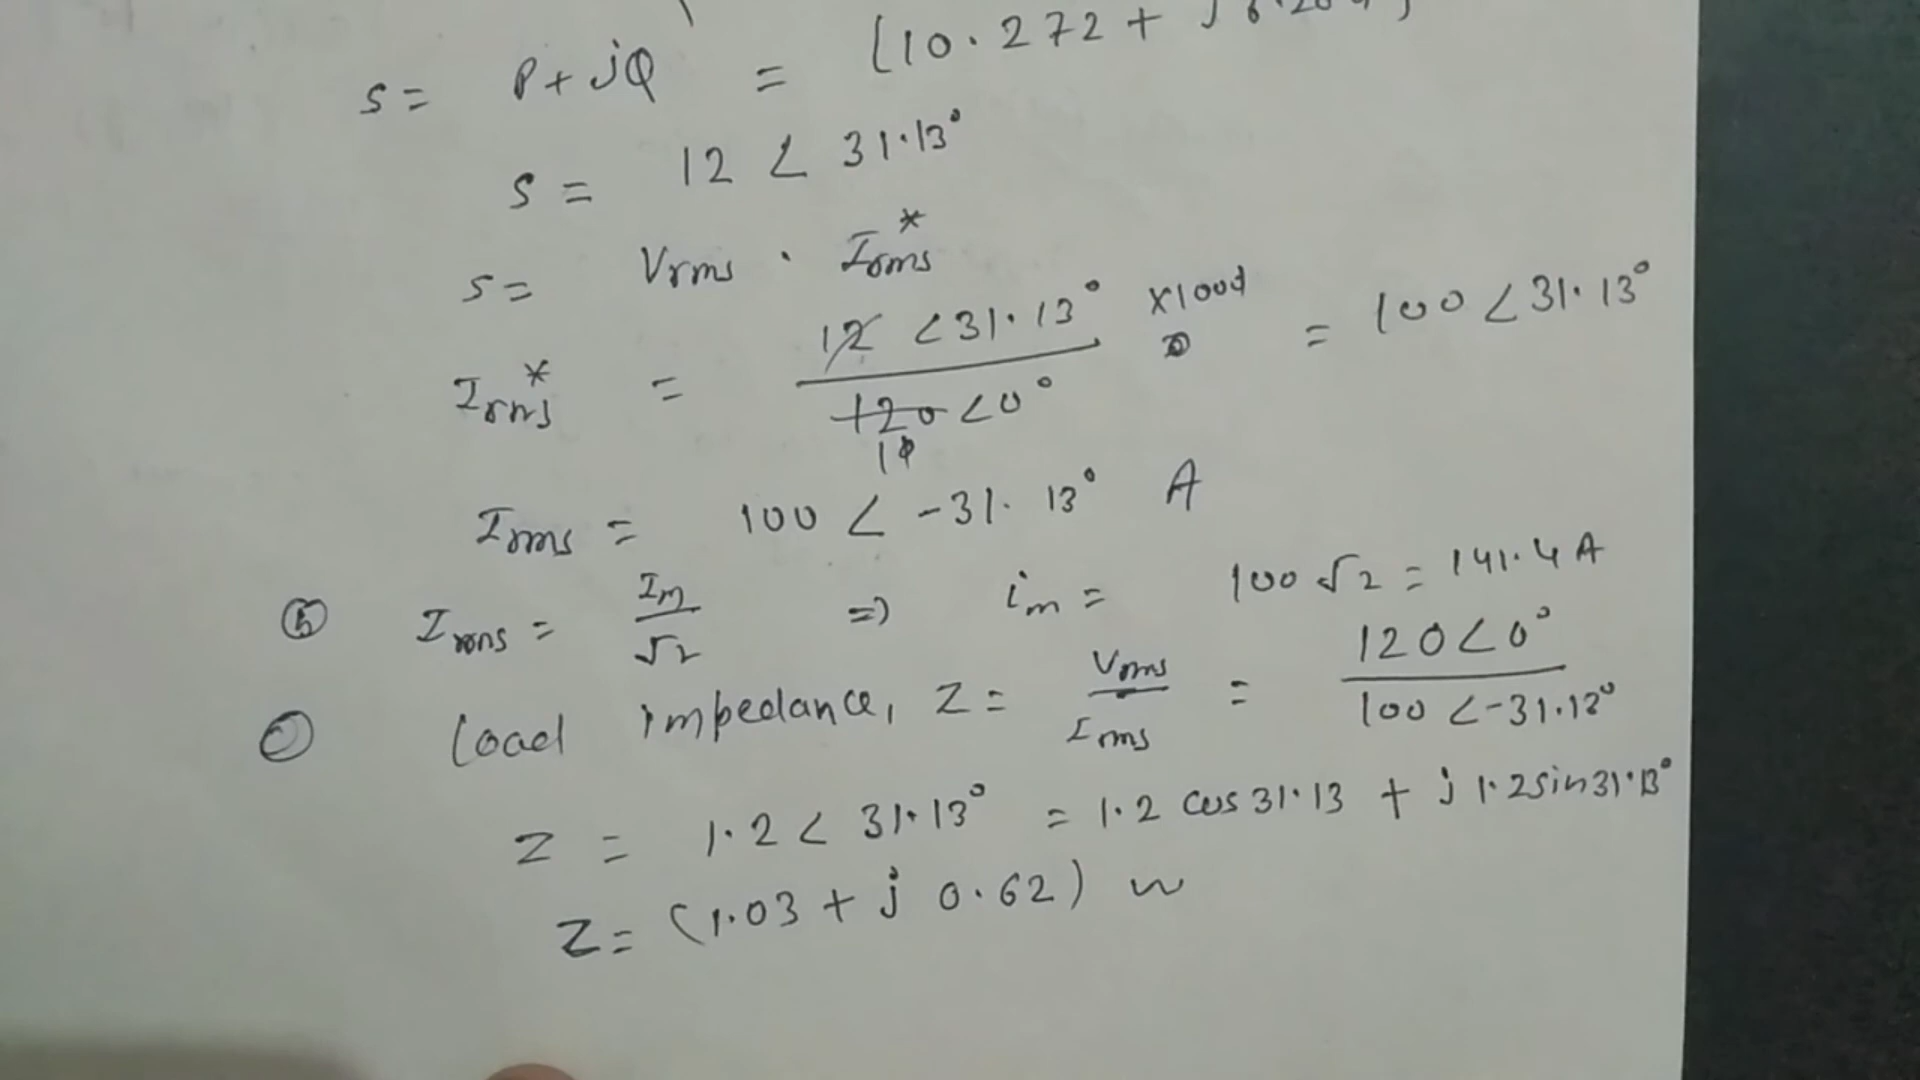 S = P + jQ = (10.272 + j
S = 12 ∠ 31.13°
S = Vrms . Irms*
Irms* = 12 ∠31.13° / 120 ∠0° ×1000 = 100 ∠31.13°
10
Irms = 100 ∠ -31.13° A
ⓑ Irms = Im / √2 => im = 100√2 = 141.4 A
ⓒ Load impedance, Z = Vrms / Irms = 120∠0° / 100 ∠-31.13°
Z = 1.2 ∠ 31.13° = 1.2 cos 31.13 + j 1.2 sin 31.13°
Z = (1.03 + j 0.62) Ω